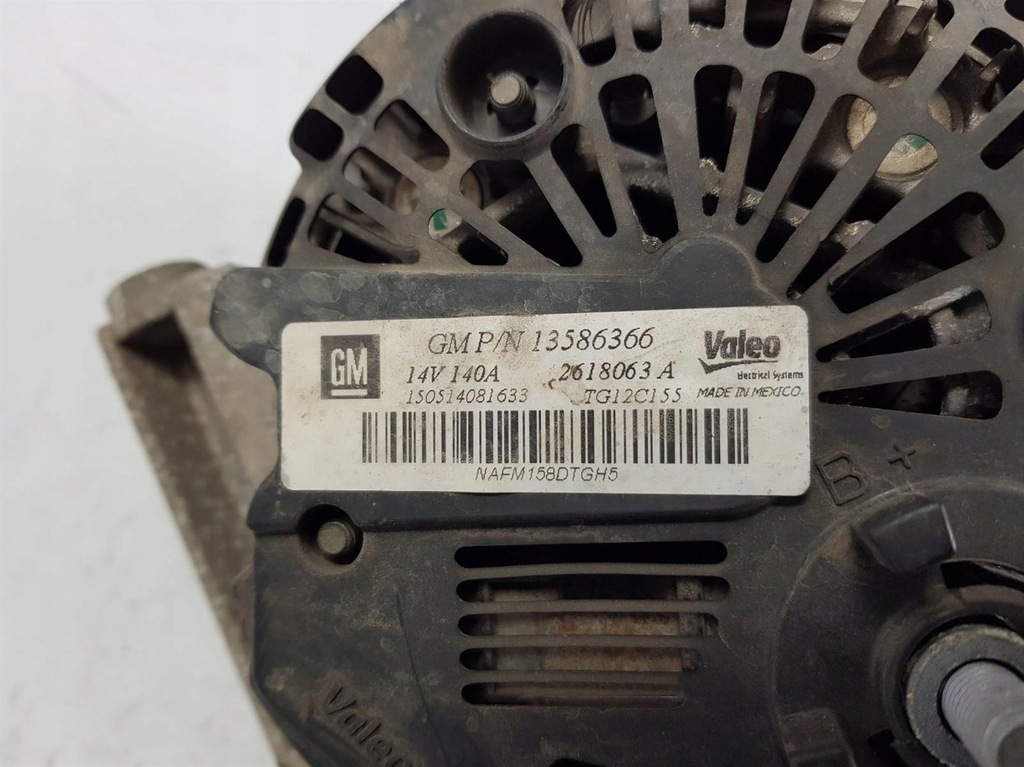 GM
GM P/N 13586366
Valeo
Electrical Systems
14V 140A
2618063 A
MADE IN MEXICO
150514081633
TG12C155
NAFM158DTGH5
B +
Valeo